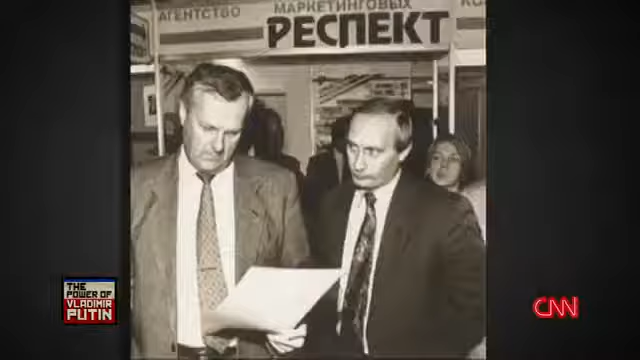 АГЕНТСТВО
МАРКЕТИНГОВЫХ
РЕСПЕКТ
THE
POWER OF
VLADIMIR
PUTIN
CNN